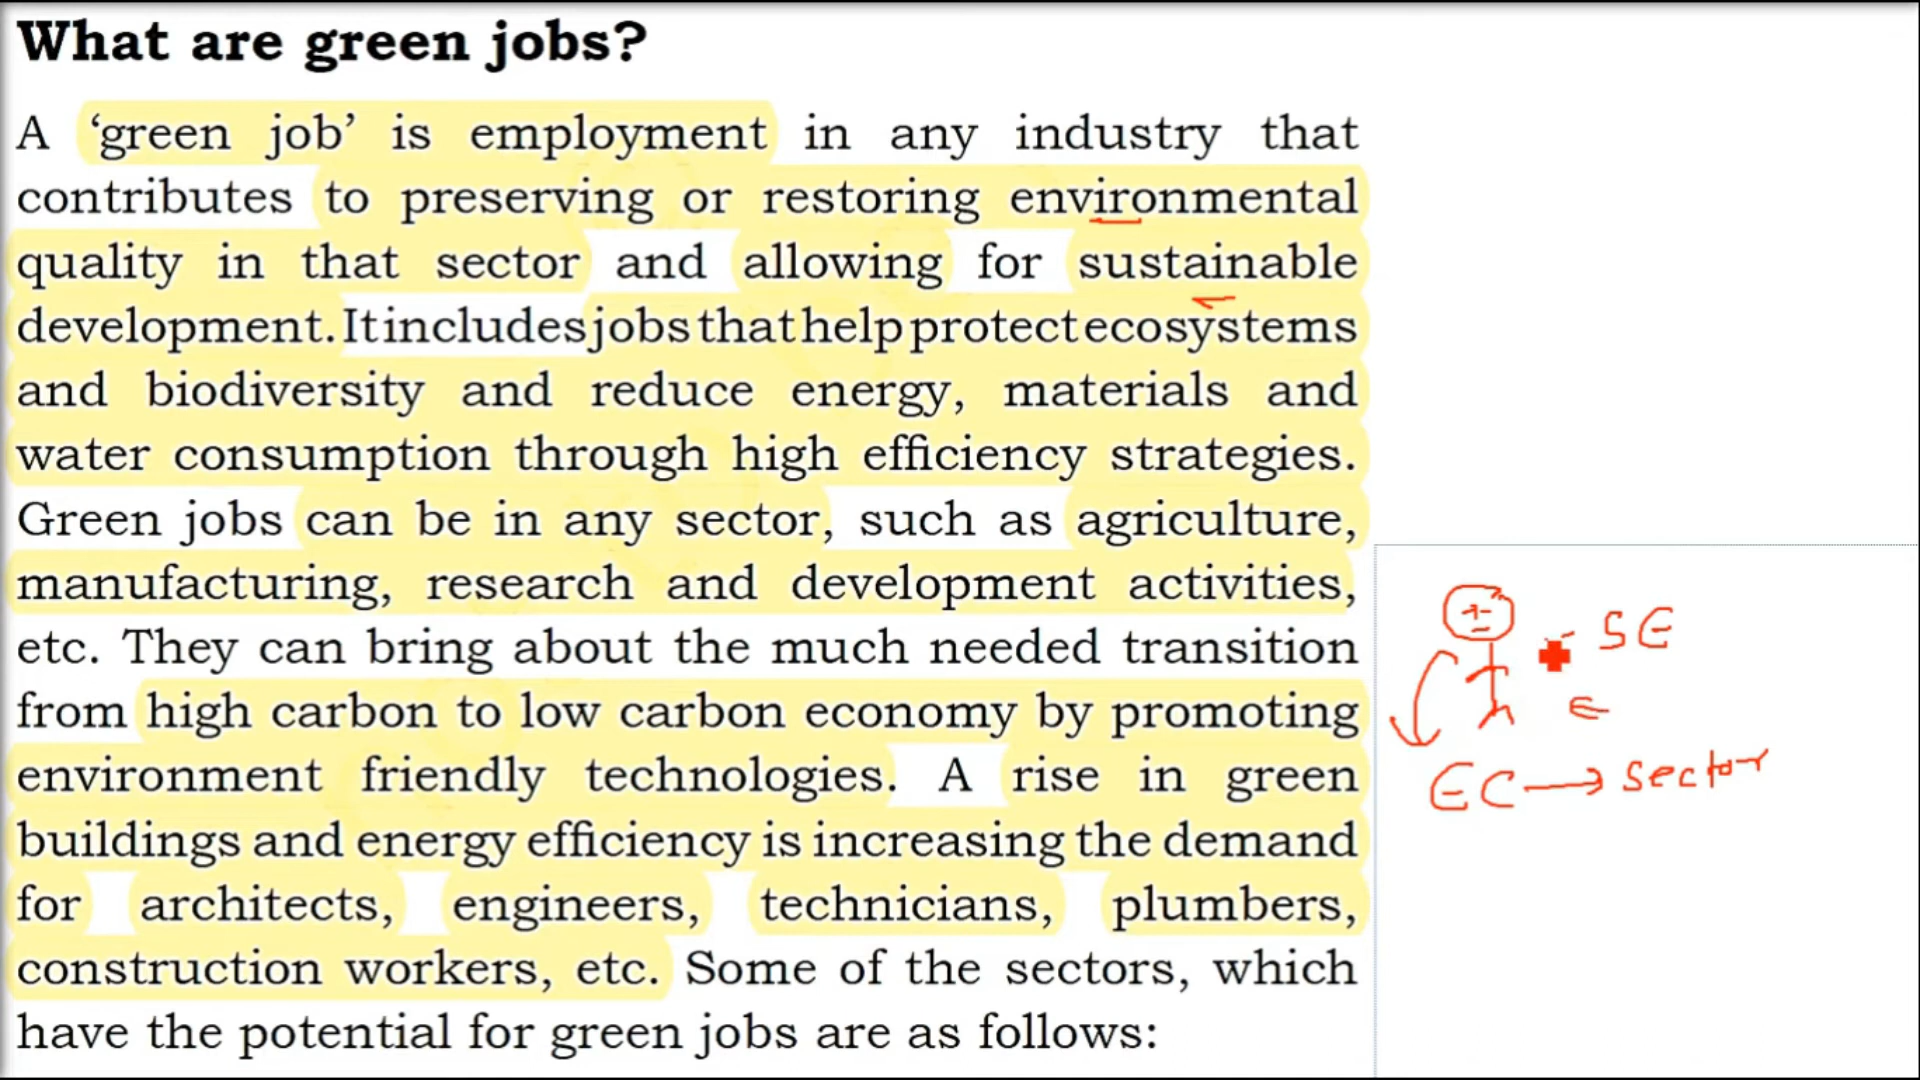 What are green jobs?
A ‘green job’ is employment in any industry that
contributes to preserving or restoring environmental
quality in that sector and allowing for sustainable
development. It includes jobs that help protect ecosystems
and biodiversity and reduce energy, materials and
water consumption through high efficiency strategies.
Green jobs can be in any sector, such as agriculture,
manufacturing, research and development activities,
etc. They can bring about the much needed transition
from high carbon to low carbon economy by promoting
environment friendly technologies. A rise in green
buildings and energy efficiency is increasing the demand
for architects, engineers, technicians, plumbers,
construction workers, etc. Some of the sectors, which
have the potential for green jobs are as follows:
SE
E
EC → sector